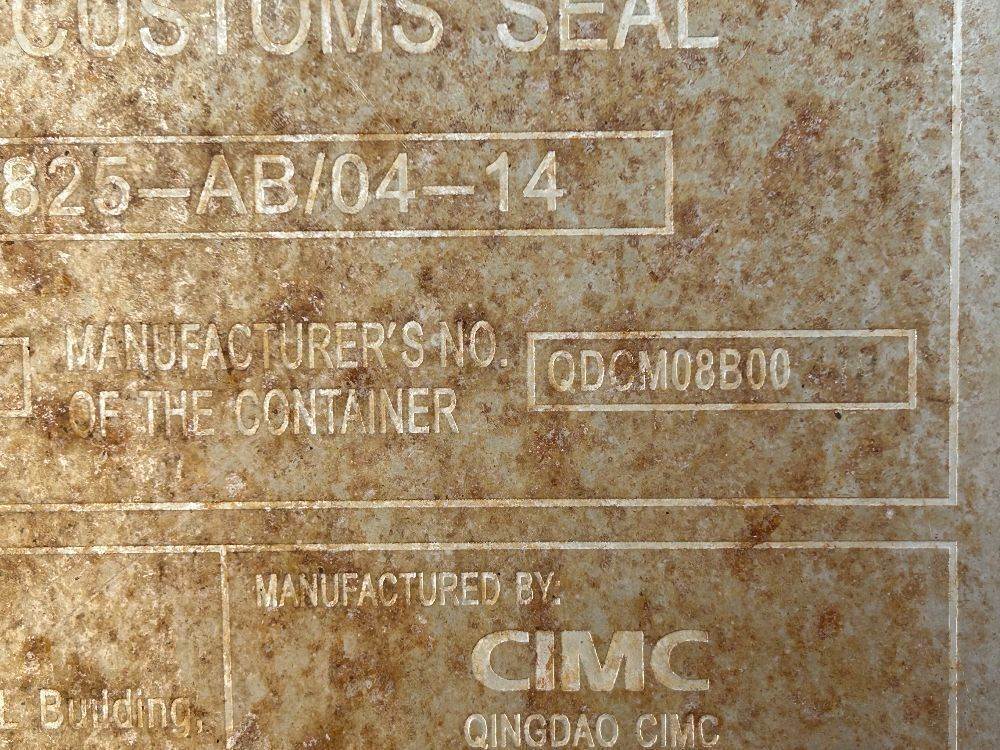 CUSTOMS SEAL
825-AB/04-14
MANUFACTURER'S NO.
OF THE CONTAINER
QDCM08B00
MANUFACTURED BY:
CIMC
QINGDAO CIMC
L Building,